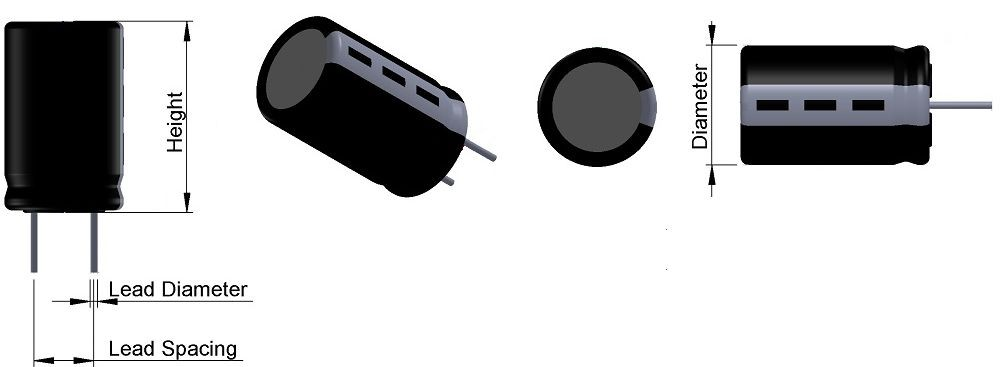 Height
Diameter
Lead Diameter
Lead Spacing